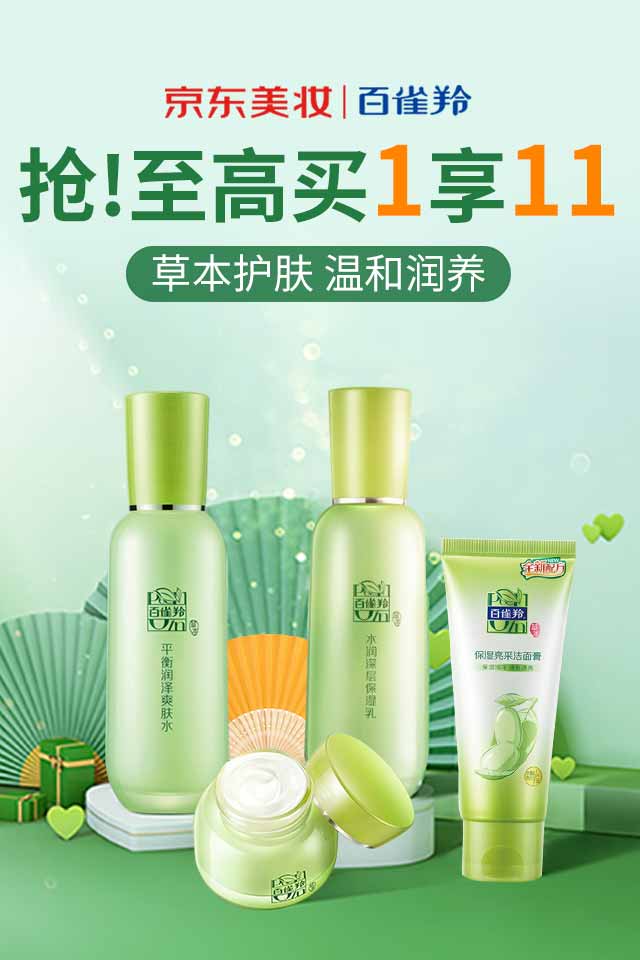 京东美妆|百雀羚
抢!至高买1享11
草本护肤 温和润养
百雀羚
平衡润泽爽肤水
百雀羚
水润深层保湿乳
全新配方
百雀羚
保湿亮采洁面膏
百雀羚